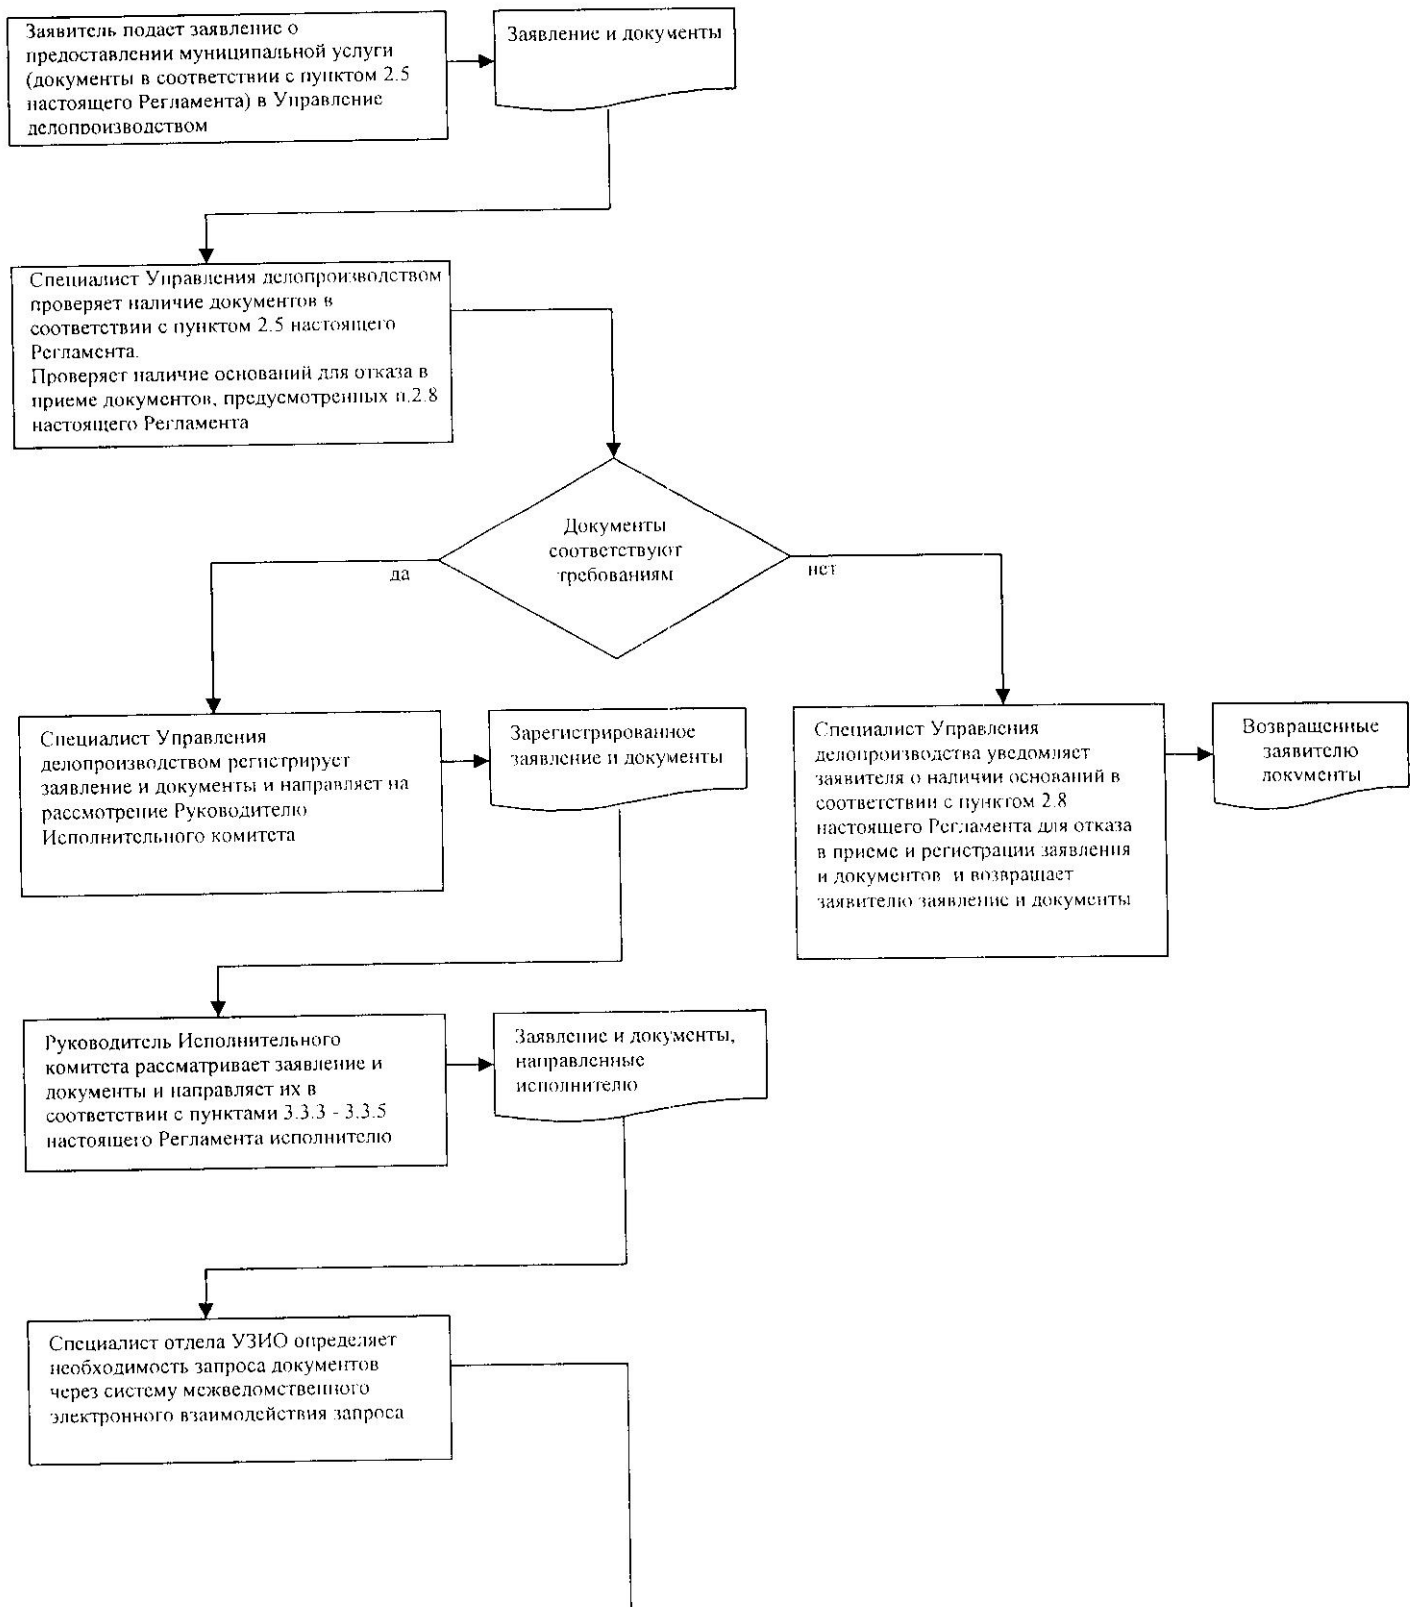 Заявитель подает заявление о
предоставлении муниципальной услуги
(документы в соответствии с пунктом 2.5
настоящего Регламента) в Управление
делопроизводством
Заявление и документы
Специалист Управления делопроизводством
проверяет наличие документов в
соответствии с пунктом 2.5 настоящего
Регламента.
Проверяет наличие оснований для отказа в
приеме документов, предусмотренных п.2.8
настоящего Регламента
Документы
соответствуют
требованиям
да
нет
Специалист Управления
делопроизводством регистрирует
заявление и документы и направляет на
рассмотрение Руководителю
Исполнительного комитета
Зарегистрированное
заявление и документы
Специалист Управления
делопроизводства уведомляет
заявителя о наличии оснований в
соответствии с пунктом 2.8
настоящего Регламента для отказа
в приеме и регистрации заявления
и документов и возвращает
заявителю заявление и документы
Возвращенные
заявителю
документы
Руководитель Исполнительного
комитета рассматривает заявление и
документы и направляет их в
соответствии с пунктами 3.3.3 - 3.3.5
настоящего Регламента исполнителю
Заявление и документы,
направленные
исполнителю
Специалист отдела УЗИО определяет
необходимость запроса документов
через систему межведомственного
электронного взаимодействия запроса